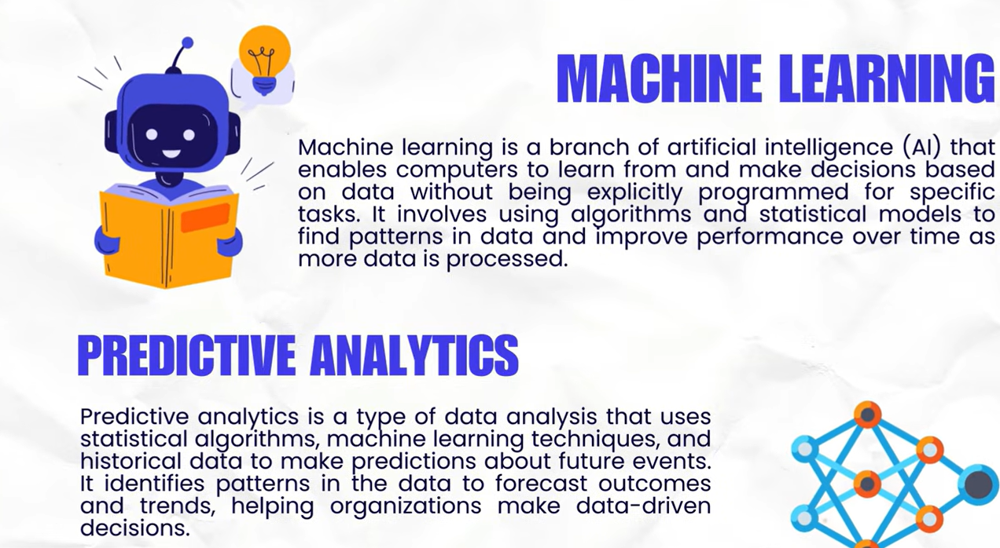 MACHINE LEARNING
Machine learning is a branch of artificial intelligence (AI) that
enables computers to learn from and make decisions based
on data without being explicitly programmed for specific
tasks. It involves using algorithms and statistical models to
find patterns in data and improve performance over time as
more data is processed.
PREDICTIVE ANALYTICS
Predictive analytics is a type of data analysis that uses
statistical algorithms, machine learning techniques, and
historical data to make predictions about future events.
It identifies patterns in the data to forecast outcomes
and trends, helping organizations make data-driven
decisions.